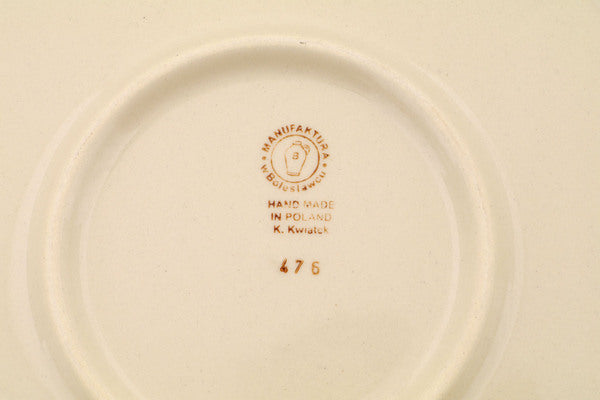 MANUFAKTURA
w Bolesławcu
B
HAND MADE
IN POLAND
K. Kwiatek
476